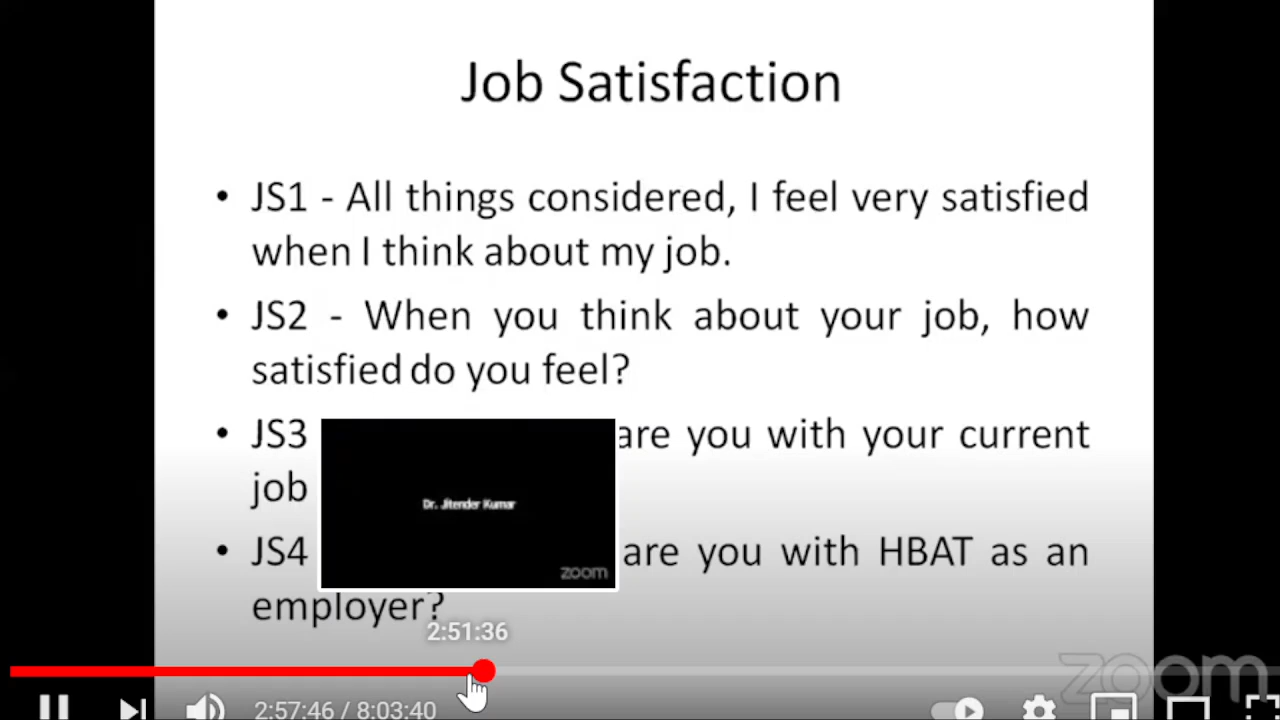 Job Satisfaction
• JS1 - All things considered, I feel very satisfied
when I think about my job.
• JS2 - When you think about your job, how
satisfied do you feel?
• JS3 are you with your current
job
Dr. Jitender Kumar
zoom
• JS4 are you with HBAT as an
employer?
2:51:36
zoom
2:57:46 / 8:03:40